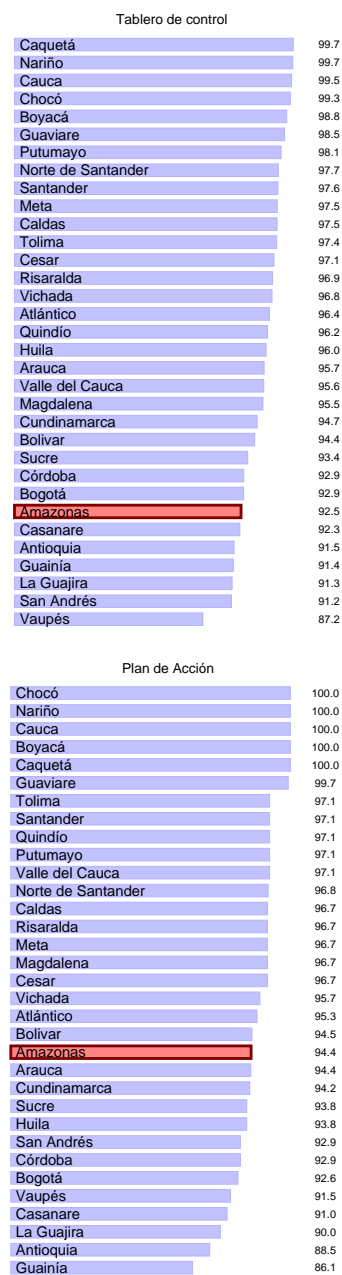 Tablero de control
Caquetá 99.7
Nariño 99.7
Cauca 99.5
Chocó 99.3
Boyacá 98.8
Guaviare 98.5
Putumayo 98.1
Norte de Santander 97.7
Santander 97.6
Meta 97.5
Caldas 97.5
Tolima 97.4
Cesar 97.1
Risaralda 96.9
Vichada 96.8
Atlántico 96.4
Quindío 96.2
Huila 96.0
Arauca 95.7
Valle del Cauca 95.6
Magdalena 95.5
Cundinamarca 94.7
Bolivar 94.4
Sucre 93.4
Córdoba 92.9
Bogotá 92.9
Amazonas 92.5
Casanare 92.3
Antioquia 91.5
Guainía 91.4
La Guajira 91.3
San Andrés 91.2
Vaupés 87.2
Plan de Acción
Chocó 100.0
Nariño 100.0
Cauca 100.0
Boyacá 100.0
Caquetá 100.0
Guaviare 99.7
Tolima 97.1
Santander 97.1
Quindío 97.1
Putumayo 97.1
Valle del Cauca 97.1
Norte de Santander 96.8
Caldas 96.7
Risaralda 96.7
Meta 96.7
Magdalena 96.7
Cesar 96.7
Vichada 95.7
Atlántico 95.3
Bolivar 94.5
Amazonas 94.4
Arauca 94.4
Cundinamarca 94.2
Sucre 93.8
Huila 93.8
San Andrés 92.9
Córdoba 92.9
Bogotá 92.6
Vaupés 91.5
Casanare 91.0
La Guajira 90.0
Antioquia 88.5
Guainía 86.1